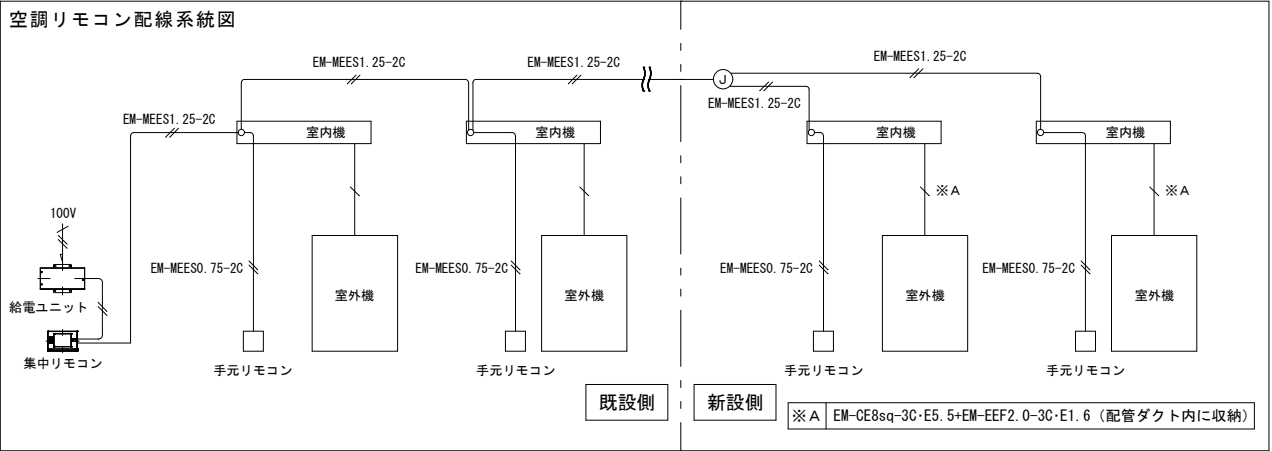 空調リモコン配線系統図
EM-MEES1.25-2C
EM-MEES1.25-2C
EM-MEES1.25-2C
J
EM-MEES1.25-2C
EM-MEES1.25-2C
室内機
室内機
室内機
室内機
※A
※A
100V
EM-MEES0.75-2C
EM-MEES0.75-2C
EM-MEES0.75-2C
EM-MEES0.75-2C
給電ユニット
室外機
室外機
室外機
室外機
集中リモコン
手元リモコン
手元リモコン
手元リモコン
手元リモコン
既設側
新設側
※A EM-CE8sq-3C・E5.5+EM-EEF2.0-3C・E1.6（配管ダクト内に収納）